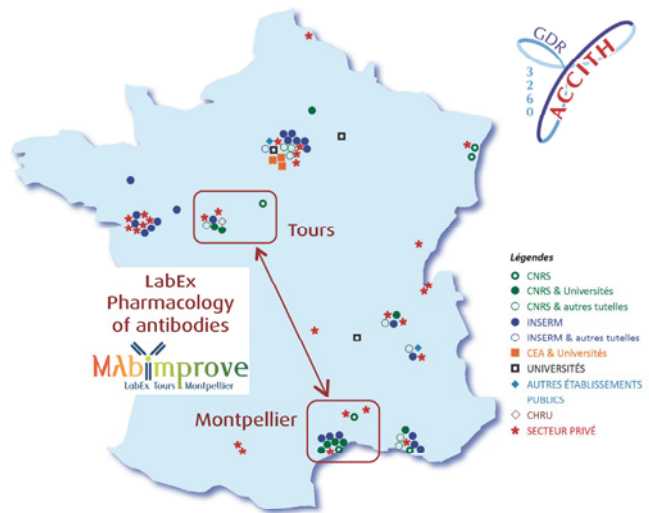 GDR
3260
ACCITH
Tours
LabEx
Pharmacology
of antibodies
MAbimprove
LabEx Tours Montpellier
Montpellier
Légendes
CNRS
CNRS & Universités
CNRS & autres tutelles
INSERM
INSERM & autres tutelles
CEA & Universités
UNIVERSITÉS
AUTRES ÉTABLISSEMENTS
PUBLICS
CHRU
SECTEUR PRIVÉ